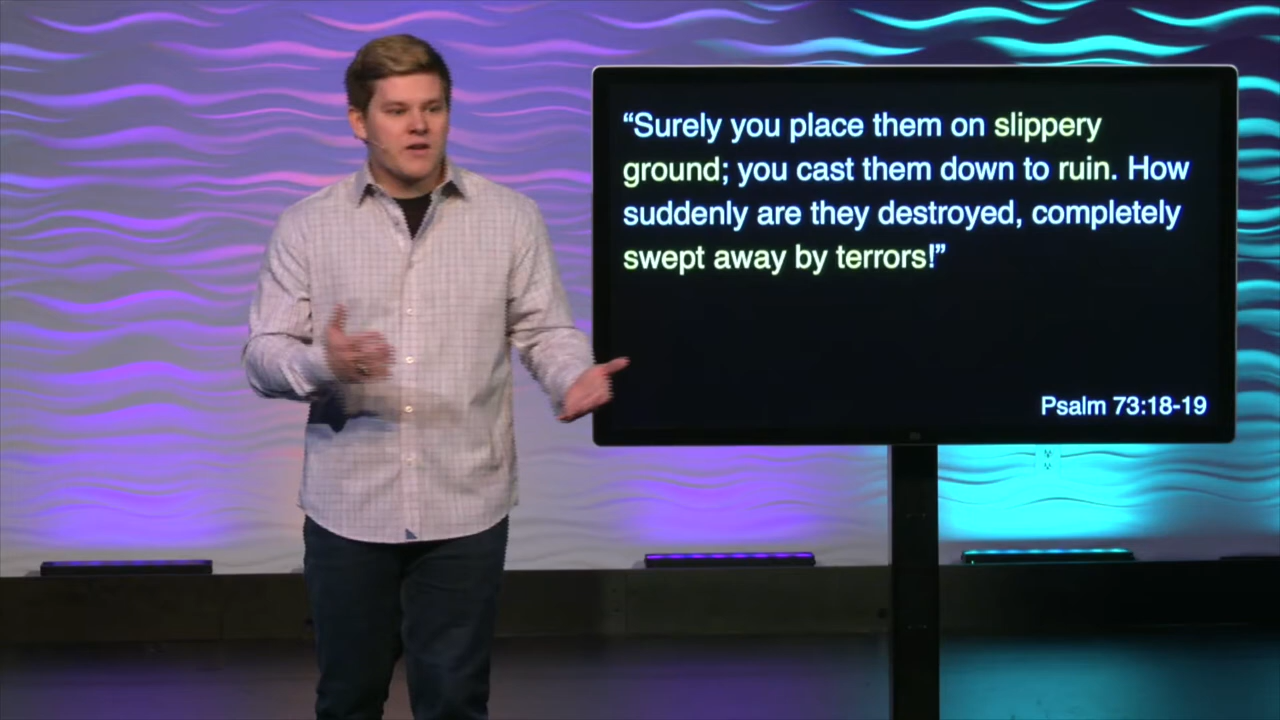 “Surely you place them on slippery
ground; you cast them down to ruin. How
suddenly are they destroyed, completely
swept away by terrors!”
Psalm 73:18-19